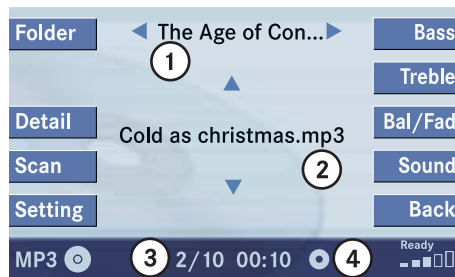 Folder
The Age of Con...
Bass
1
Treble
Detail
Cold as christmas.mp3
Bal/Fad
Scan
2
Sound
Setting
Back
MP3
3
2/10 00:10
4
Ready